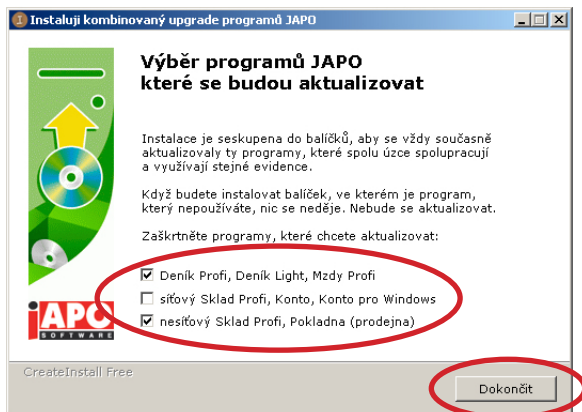 Instaluji kombinovaný upgrade programů JAPO
Výběr programů JAPO
které se budou aktualizovat
Instalace je seskupena do balíčků, aby se vždy současně
aktualizovaly ty programy, které spolu úzce spolupracují
a využívají stejné evidence.
Když budete instalovat balíček, ve kterém je program,
který nepoužíváte, nic se neděje. Nebude se aktualizovat.
Zaškrtněte programy, které chcete aktualizovat:
Deník Profi, Deník Light, Mzdy Profi
síťový Sklad Profi, Konto, Konto pro Windows
nesíťový Sklad Profi, Pokladna (prodejna)
jAPO
SOFTWARE
CreateInstall Free
Dokončit